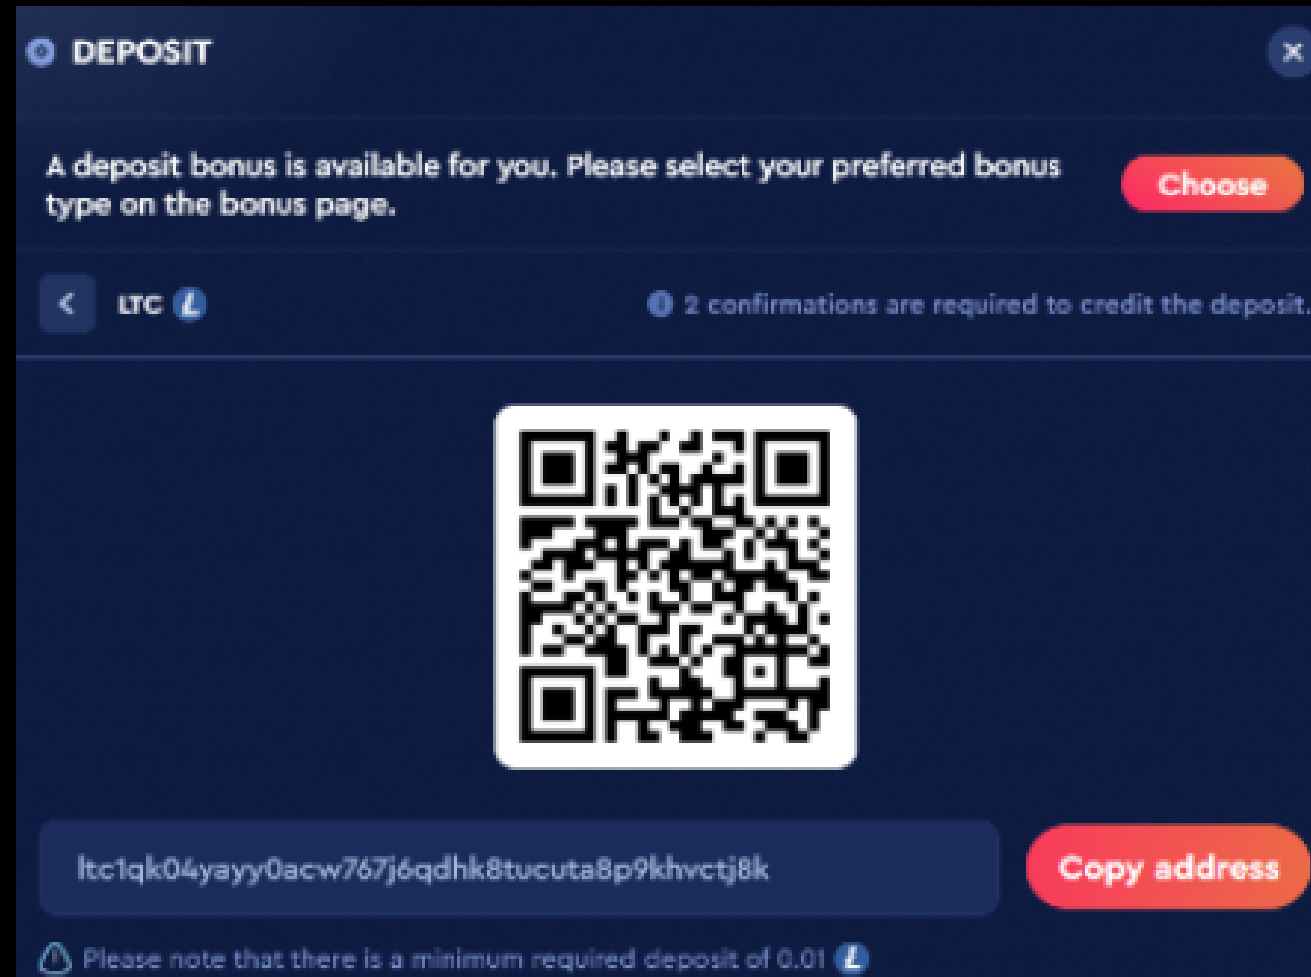 DEPOSIT
A deposit bonus is available for you. Please select your preferred bonus
type on the bonus page.
Choose
LTC
2 confirmations are required to credit the deposit.
ltc1qk04yayy0acw767j6qdhk8tucuta8p9khvctj8k
Copy address
Please note that there is a minimum required deposit of 0.01